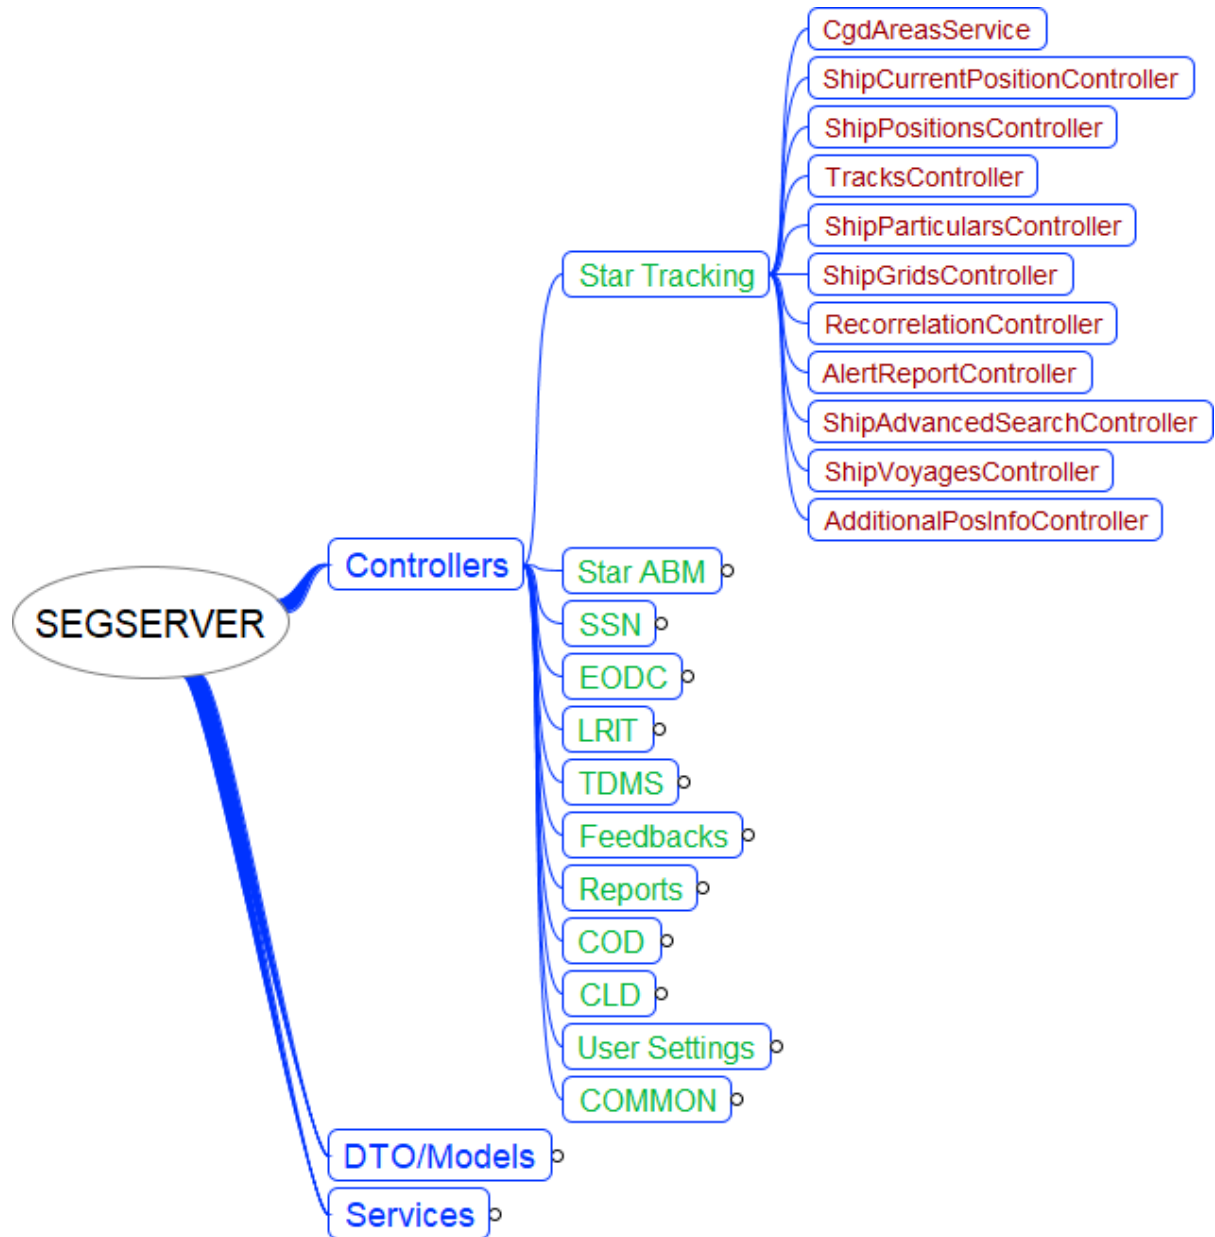 SEGSERVER
Controllers
Star Tracking
CgdAreasService
ShipCurrentPositionController
ShipPositionsController
TracksController
ShipParticularsController
ShipGridsController
RecorrelationController
AlertReportController
ShipAdvancedSearchController
ShipVoyagesController
AdditionalPosInfoController
Star ABM
SSN
EODC
LRIT
TDMS
Feedbacks
Reports
COD
CLD
User Settings
COMMON
DTO/Models
Services